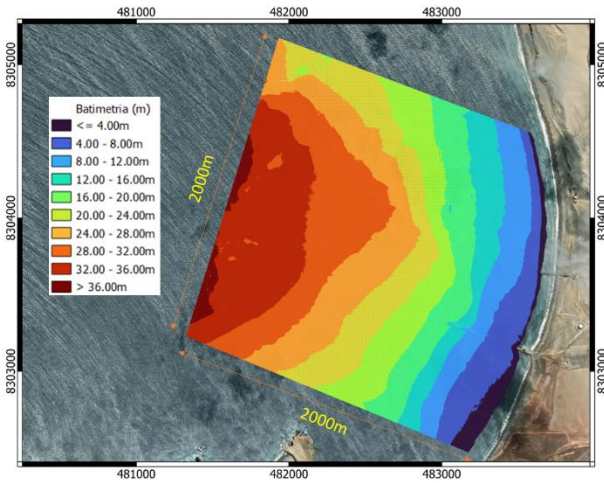 481000 482000 483000
8305000 8305000
Batimetria (m)
<= 4.00m
4.00 - 8.00m
8.00 - 12.00m
12.00 - 16.00m
16.00 - 20.00m
20.00 - 24.00m
24.00 - 28.00m
28.00 - 32.00m
32.00 - 36.00m
> 36.00m
2000m
8304000 8304000
8303000 8303000
2000m
481000 482000 483000